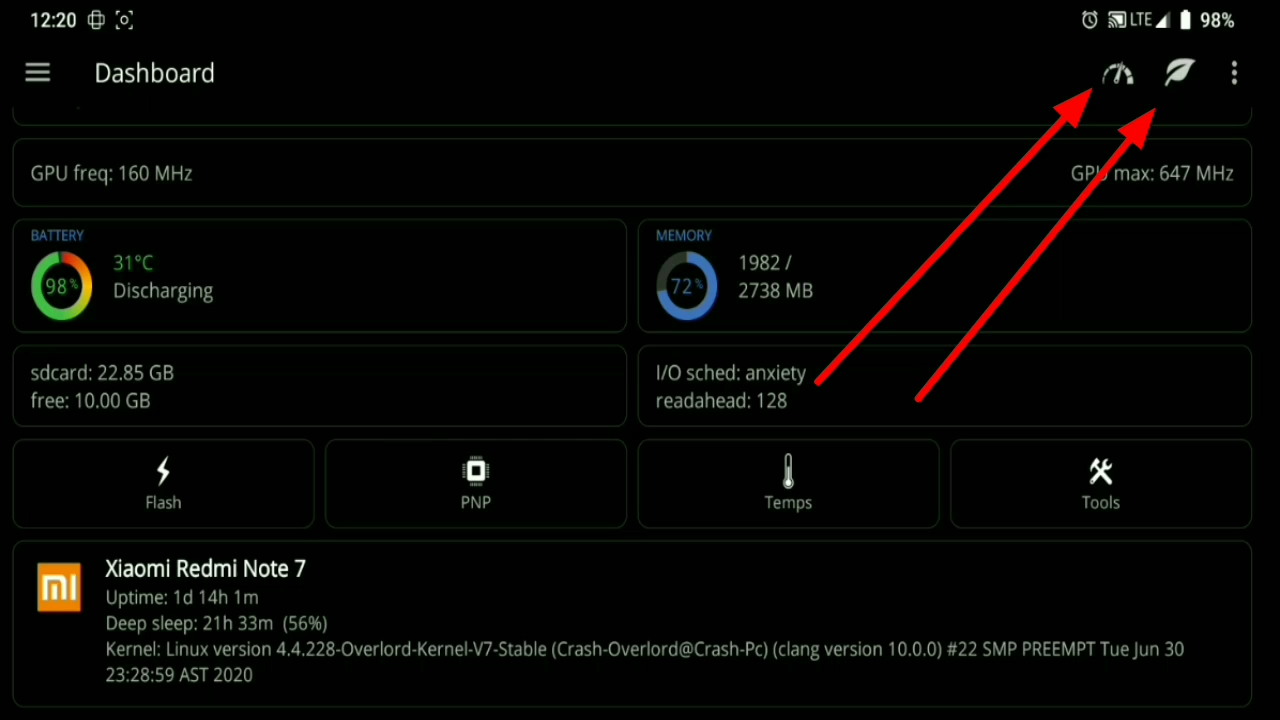 12:20
LTE 98%
Dashboard
GPU freq: 160 MHz
GPU max: 647 MHz
BATTERY
98%
31°C
Discharging
MEMORY
72%
1982 /
2738 MB
sdcard: 22.85 GB
free: 10.00 GB
I/O sched: anxiety
readahead: 128
Flash
PNP
Temps
Tools
mi
Xiaomi Redmi Note 7
Uptime: 1d 14h 1m
Deep sleep: 21h 33m (56%)
Kernel: Linux version 4.4.228-Overlord-Kernel-V7-Stable (Crash-Overlord@Crash-Pc) (clang version 10.0.0) #22 SMP PREEMPT Tue Jun 30
23:28:59 AST 2020